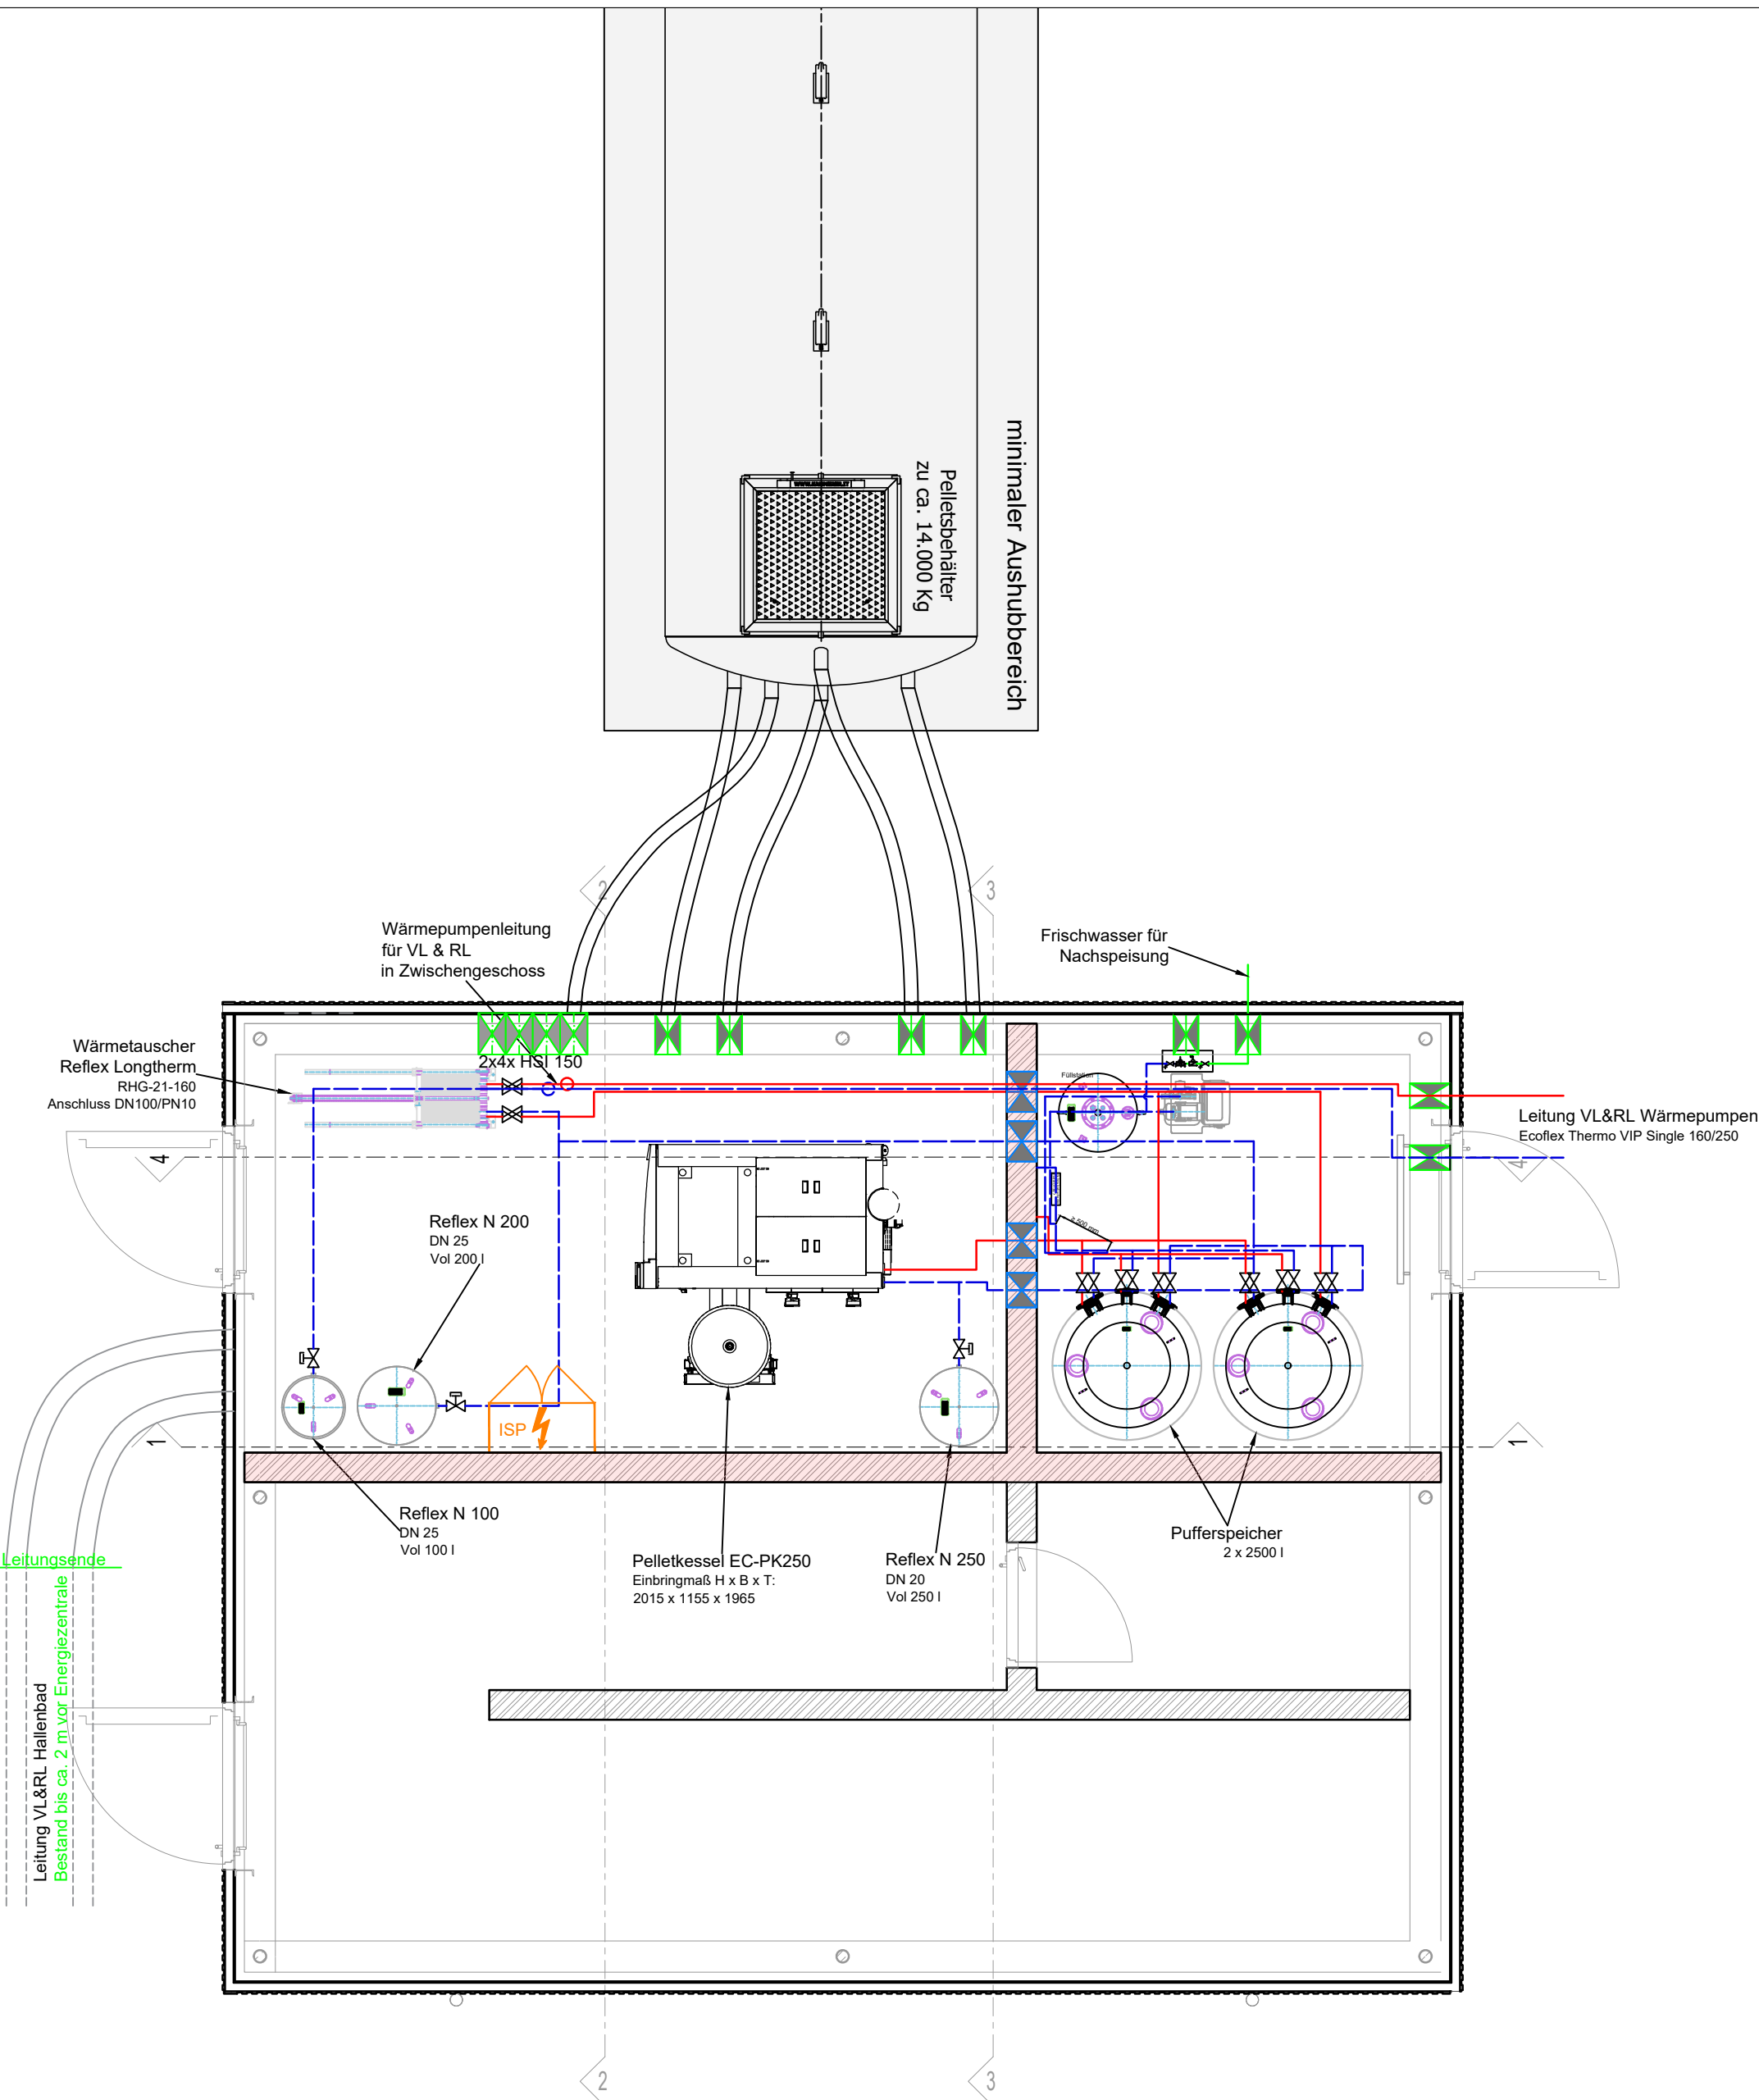 minimaler Aushubbereich
Pelletsbehälter
zu ca. 14.000 Kg
2
3
Wärmepumpenleitung
für VL & RL
in Zwischengeschoss
Frischwasser für
Nachspeisung
Wärmetauscher
Reflex Longtherm
RHG-21-160
Anschluss DN100/PN10
2x4x HSI 150
Füllstation
Leitung VL&RL Wärmepumpen
Ecoflex Thermo VIP Single 160/250
4
4
≥ 500 mm
Reflex N 200
DN 25
Vol 200 l
ISP
1
1
Reflex N 100
DN 25
Vol 100 l
Pelletkessel EC-PK250
Einbringmaß H x B x T:
2015 x 1155 x 1965
Reflex N 250
DN 20
Vol 250 l
Pufferspeicher
2 x 2500 l
Leitungsende
Leitung VL&RL Hallenbad
Bestand bis ca. 2 m vor Energiezentrale
2
3